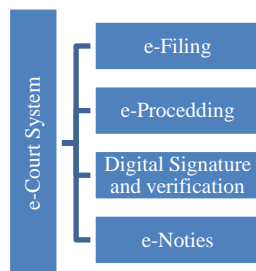 e-Court System
e-Filing
e-Procedding
Digital Signature
and verification
e-Noties